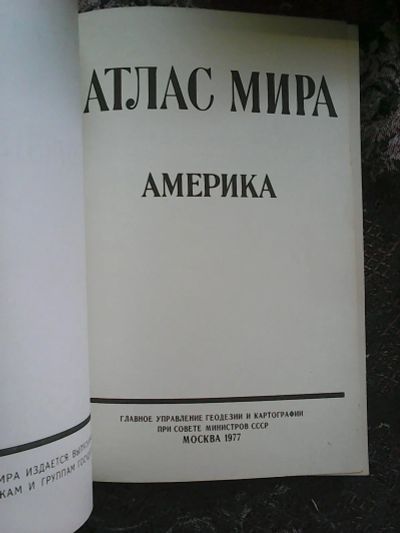 АТЛАС МИРА
АМЕРИКА
ГЛАВНОЕ УПРАВЛЕНИЕ ГЕОДЕЗИИ И КАРТОГРАФИИ
ПРИ СОВЕТЕ МИНИСТРОВ СССР
МОСКВА 1977
ИРА ИЗДАЕТСЯ
КАМ И ГРУППАМ